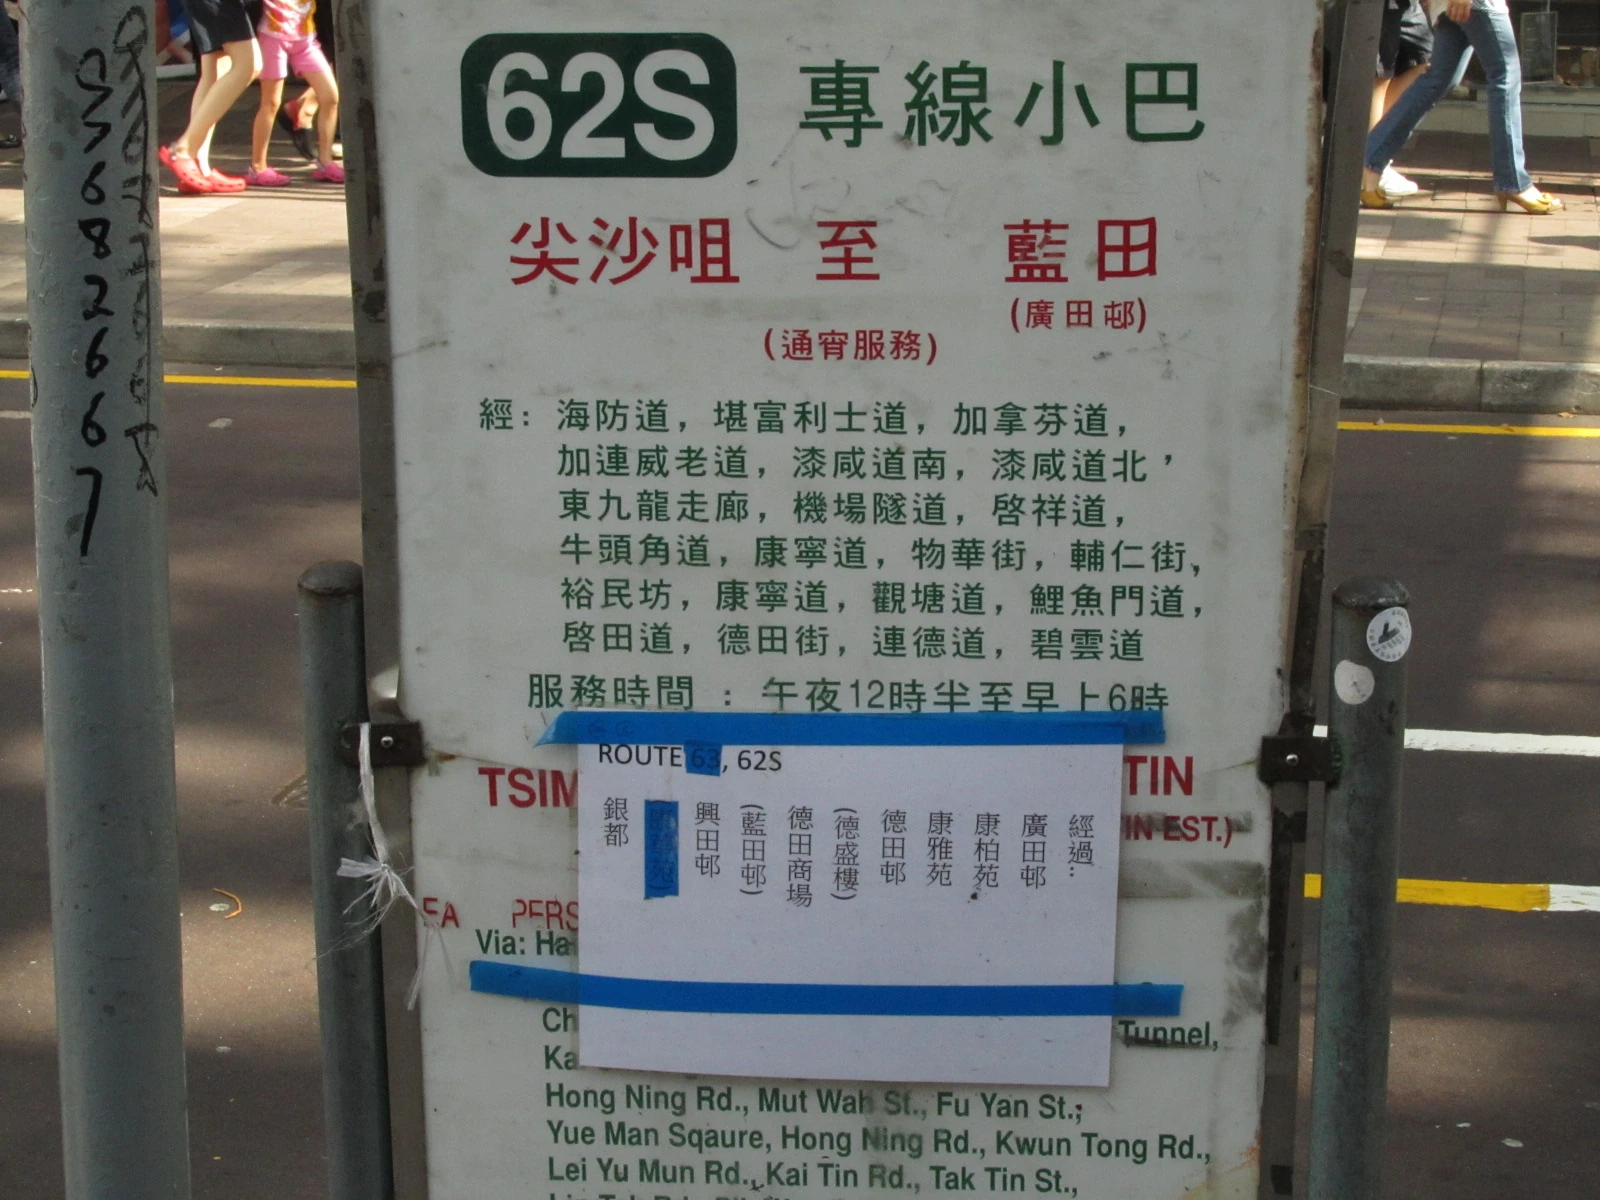 62S 專線小巴
尖沙咀 至 藍田
(廣田邨)
(通宵服務)
經: 海防道, 堪富利士道, 加拿芬道,
加連威老道, 漆咸道南, 漆咸道北,
東九龍走廊, 機場隧道, 啓祥道,
牛頭角道, 康寧道, 物華街, 輔仁街,
裕民坊, 康寧道, 觀塘道, 鯉魚門道,
啓田道, 德田街, 連德道, 碧雲道
服務時間 : 午夜12時半至早上6時
ROUTE 63, 62S
經過:
廣田邨
康柏苑
康雅苑
德田邨
(德盛樓)
德田商場
(藍田邨)
興田邨
銀都
TSIM
TIN
IN EST.)
FA PERS
Via: Ha
Ch
Tunnel,
Ka
Hong Ning Rd., Mut Wah St., Fu Yan St.,
Yue Man Sqaure, Hong Ning Rd., Kwun Tong Rd.,
Lei Yu Mun Rd., Kai Tin Rd., Tak Tin St.,
93682667